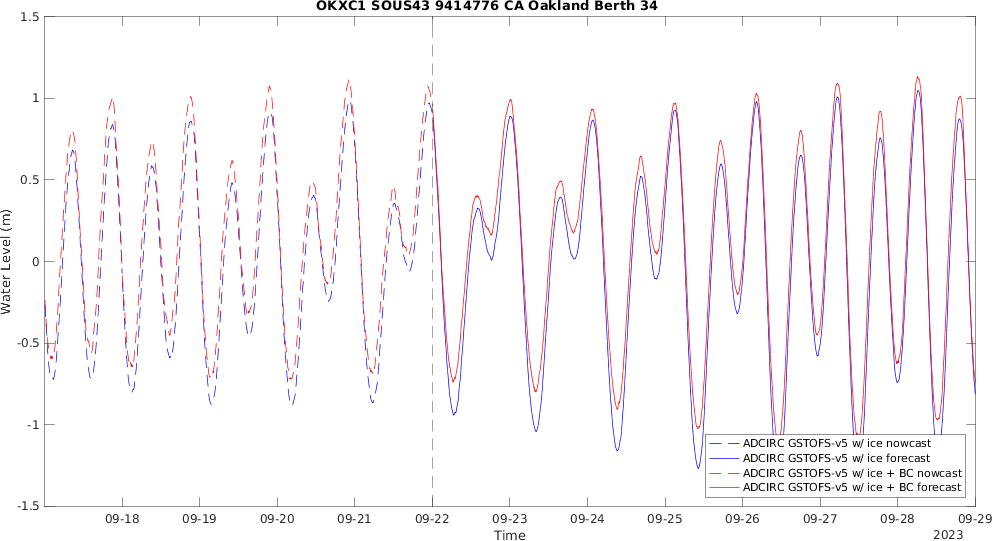 OKXC1 SOUS43 9414776 CA Oakland Berth 34
1.5
1
0.5
0
-0.5
-1
-1.5
Water Level (m)
ADCIRC GSTOFS-v5 w/ ice nowcast
ADCIRC GSTOFS-v5 w/ ice forecast
ADCIRC GSTOFS-v5 w/ ice + BC nowcast
ADCIRC GSTOFS-v5 w/ ice + BC forecast
09-18 09-19 09-20 09-21 09-22 09-23 09-24 09-25 09-26 09-27 09-28 09-29
Time
2023